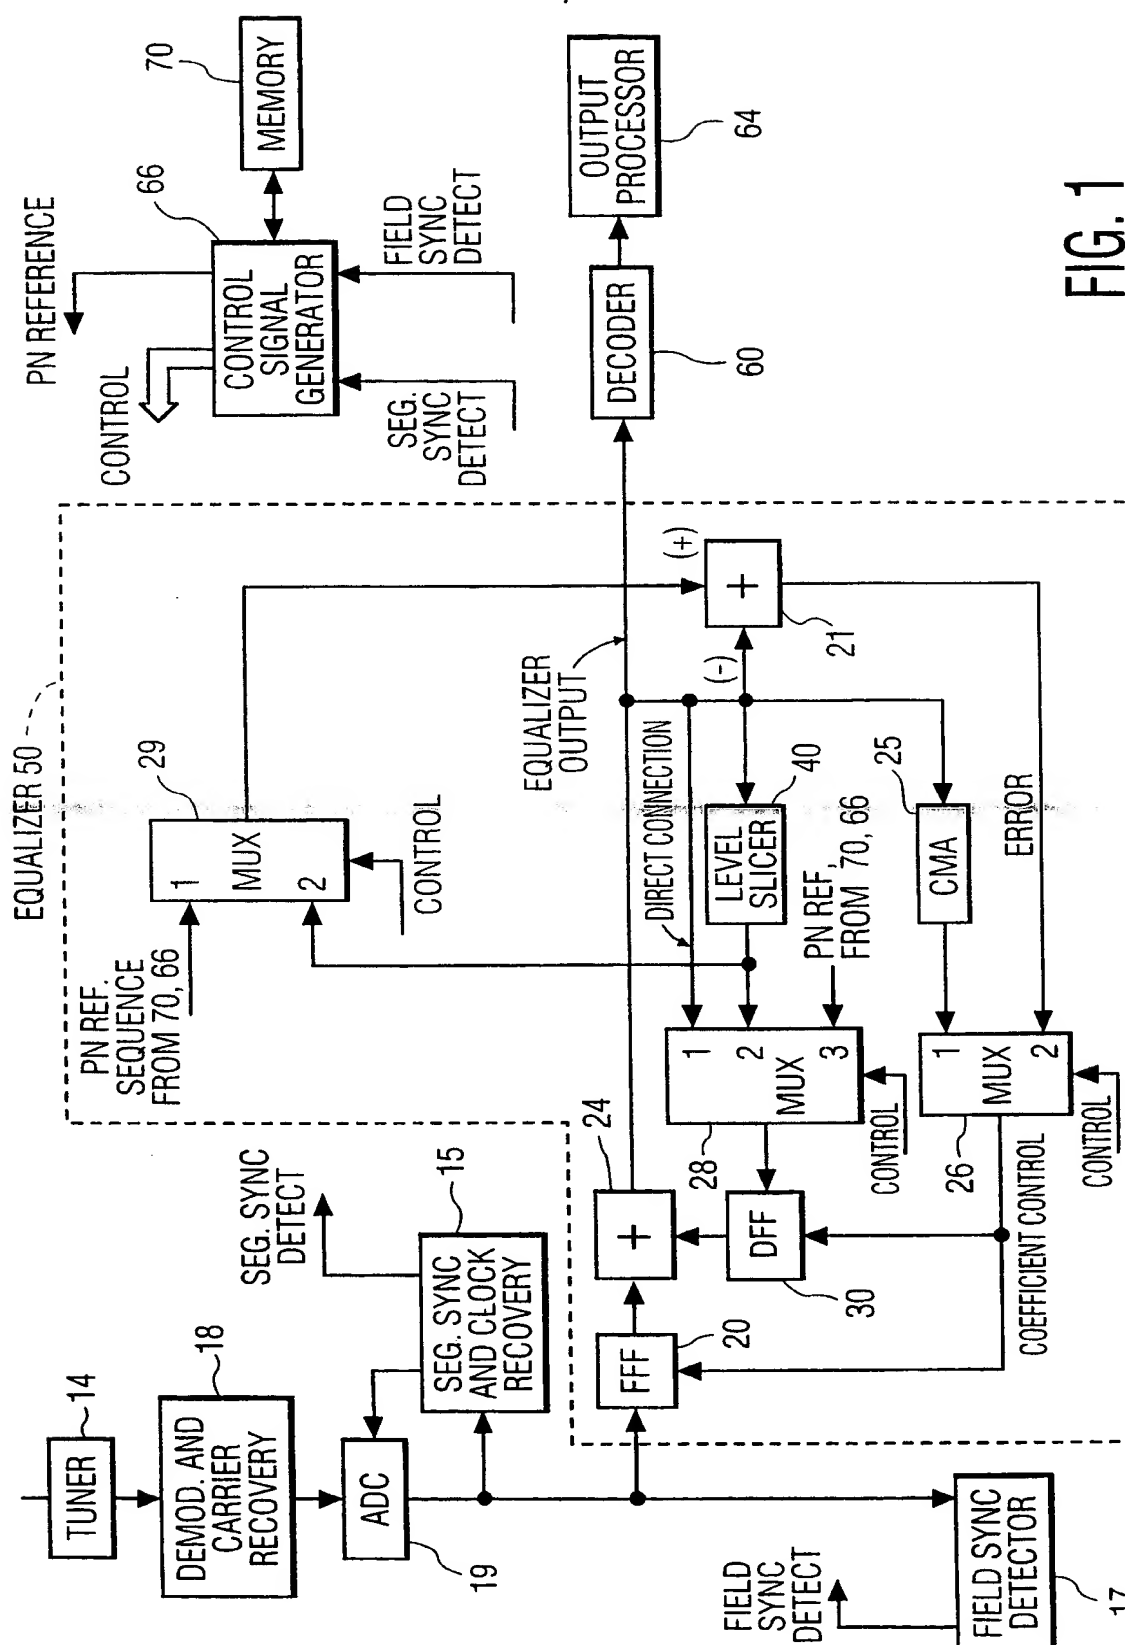 TUNER
14
DEMOD. AND
CARRIER
RECOVERY
18
ADC
19
SEG. SYNC
AND CLOCK
RECOVERY
15
SEG. SYNC
DETECT
FIELD
SYNC
DETECT
FIELD SYNC
DETECTOR
17
EQUALIZER 50
PN REF.
SEQUENCE
FROM 70, 66
1
MUX
2
29
CONTROL
FFF
20
+
24
DFF
30
1
2
MUX
3
28
CONTROL
DIRECT CONNECTION
LEVEL
SLICER
40
PN REF,
FROM 70, 66
CMA
25
1
MUX
2
26
CONTROL
COEFFICIENT CONTROL
ERROR
EQUALIZER
OUTPUT
(-)
(+)
+
21
PN REFERENCE
CONTROL
CONTROL
SIGNAL
GENERATOR
66
MEMORY
70
SEG.
SYNC
DETECT
FIELD
SYNC
DETECT
DECODER
60
OUTPUT
PROCESSOR
64
FIG. 1